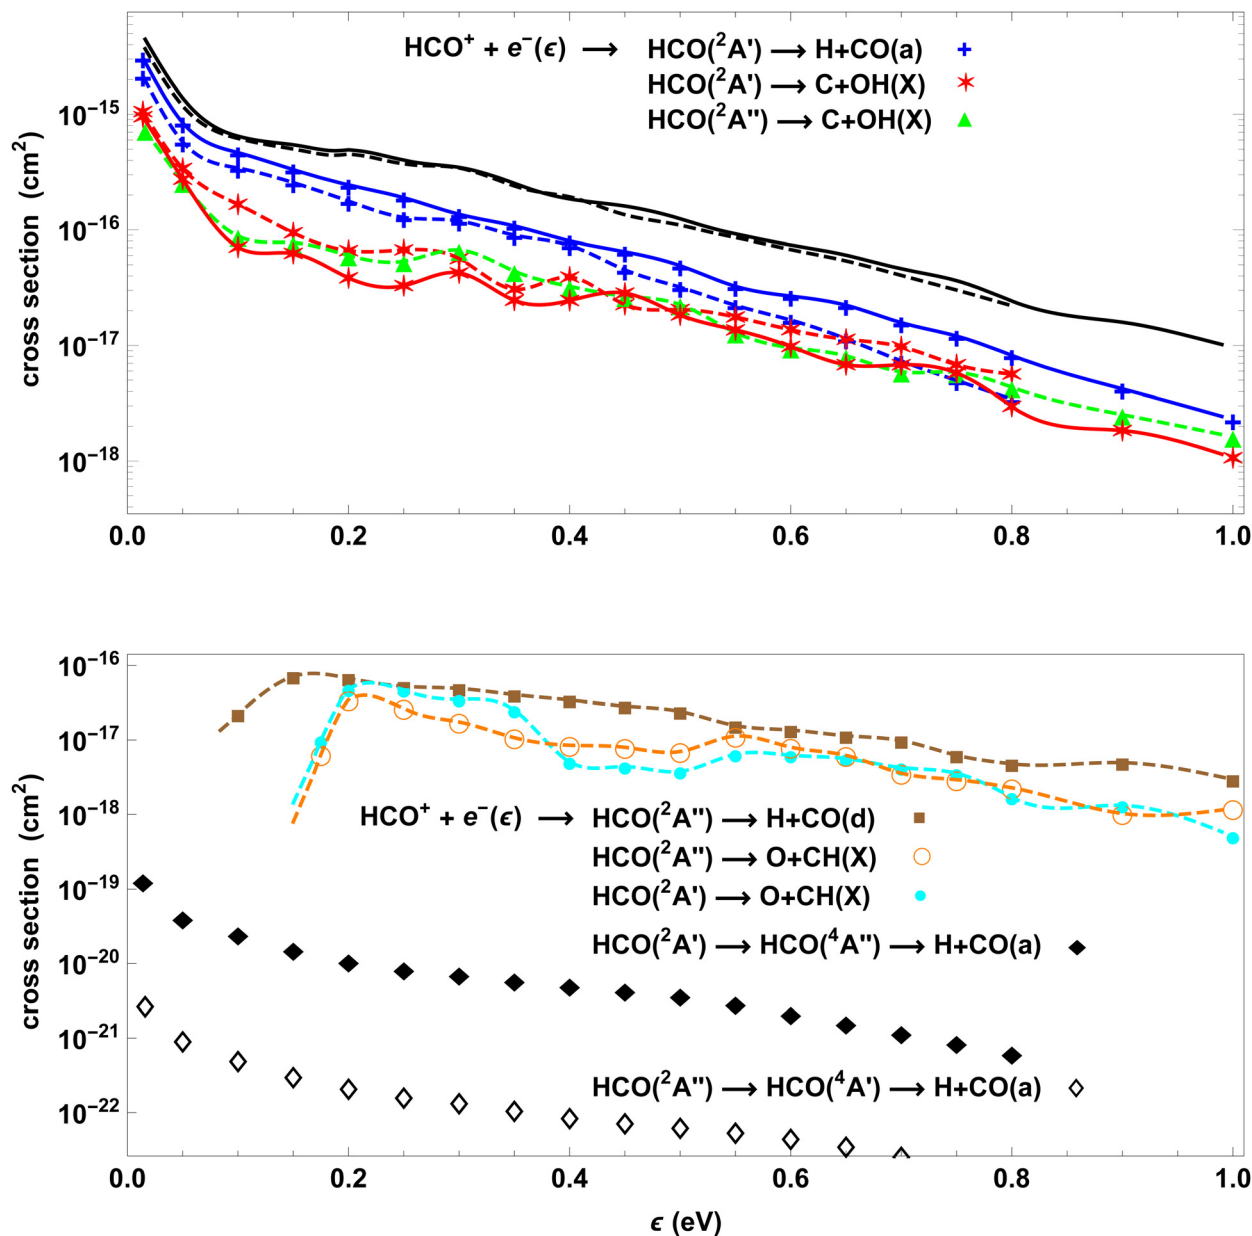 HCO⁺ + e⁻(ϵ) ⟶ HCO(²A') ⟶ H+CO(a)
HCO(²A') ⟶ C+OH(X)
HCO(²A'') ⟶ C+OH(X)
10⁻¹⁵
10⁻¹⁶
10⁻¹⁷
10⁻¹⁸
cross section (cm²)
0.0 0.2 0.4 0.6 0.8 1.0
10⁻¹⁶
10⁻¹⁷
10⁻¹⁸
10⁻¹⁹
10⁻²⁰
10⁻²¹
10⁻²²
cross section (cm²)
HCO⁺ + e⁻(ϵ) ⟶ HCO(²A'') ⟶ H+CO(d)
HCO(²A'') ⟶ O+CH(X)
HCO(²A') ⟶ O+CH(X)
HCO(²A') ⟶ HCO(⁴A'') ⟶ H+CO(a)
HCO(²A'') ⟶ HCO(⁴A') ⟶ H+CO(a)
0.0 0.2 0.4 0.6 0.8 1.0
ϵ (eV)